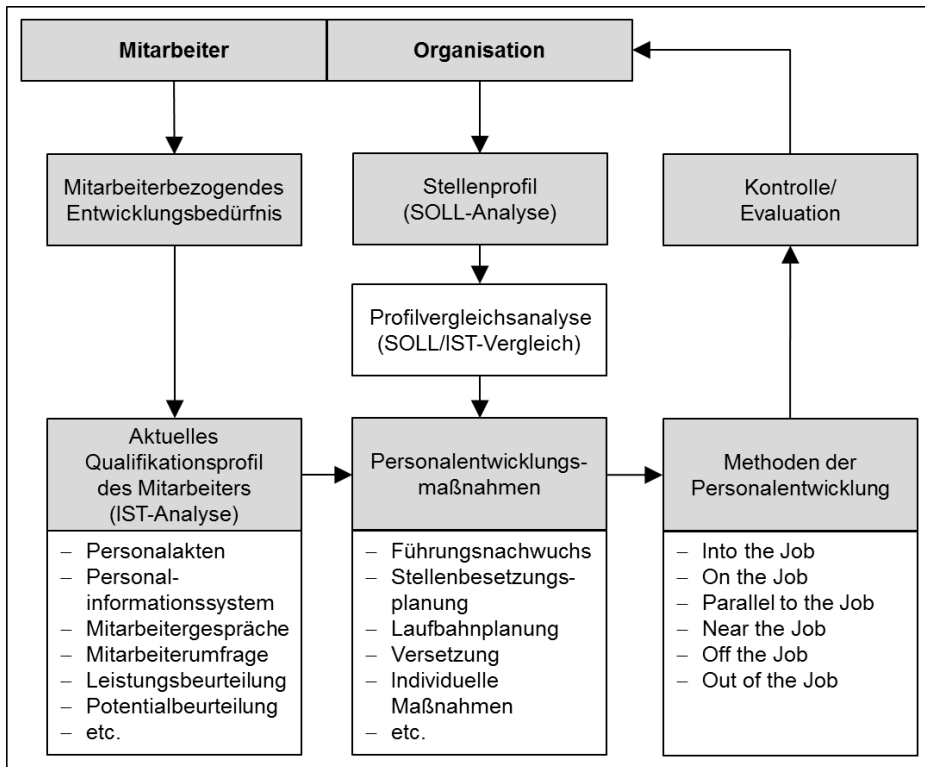 Mitarbeiter
Organisation
Mitarbeiterbezogendes
Entwicklungsbedürfnis
Stellenprofil
(SOLL-Analyse)
Kontrolle/
Evaluation
Profilvergleichsanalyse
(SOLL/IST-Vergleich)
Aktuelles
Qualifikationsprofil
des Mitarbeiters
(IST-Analyse)
– Personalakten
– Personal-
informationssystem
– Mitarbeitergespräche
– Mitarbeiterumfrage
– Leistungsbeurteilung
– Potentialbeurteilung
– etc.
Personalentwicklungs-
maßnahmen
– Führungsnachwuchs
– Stellenbesetzungs-
planung
– Laufbahnplanung
– Versetzung
– Individuelle
Maßnahmen
– etc.
Methoden der
Personalentwicklung
– Into the Job
– On the Job
– Parallel to the Job
– Near the Job
– Off the Job
– Out of the Job